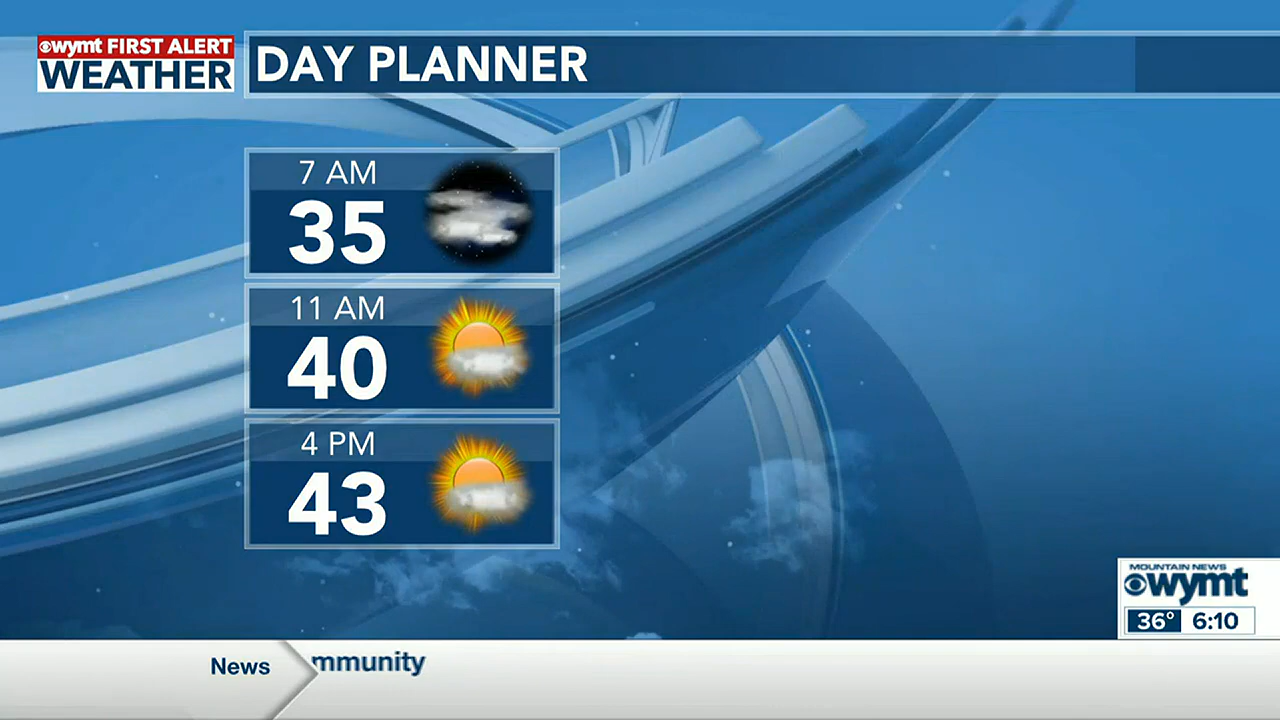 wymt FIRST ALERT
WEATHER
DAY PLANNER
7 AM
35
11 AM
40
4 PM
43
MOUNTAIN NEWS
wymt
36° 6:10
News
mmunity